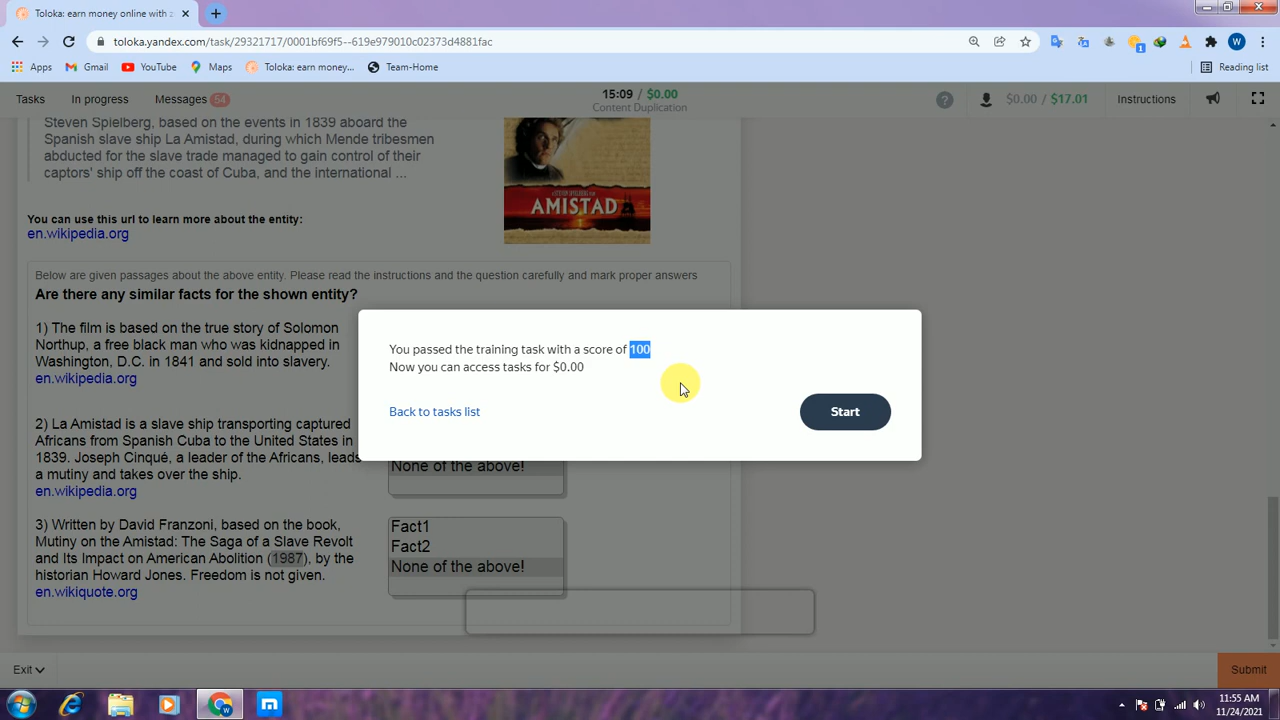 Toloka: earn money online with s
toloka.yandex.com/task/29321717/0001bf69f5--619e979010c02373d4881fac
Apps
Gmail
YouTube
Maps
Toloka: earn money...
Team-Home
Reading list
Tasks
In progress
Messages 54
15:09 / $0.00
Content Duplication
$0.00 / $17.01
Instructions
Steven Spielberg, based on the events in 1839 aboard the
Spanish slave ship La Amistad, during which Mende tribesmen
abducted for the slave trade managed to gain control of their
captors' ship off the coast of Cuba, and the international ...
AMISTAD
You can use this url to learn more about the entity:
en.wikipedia.org
Below are given passages about the above entity. Please read the instructions and the question carefully and mark proper answers
Are there any similar facts for the shown entity?
1) The film is based on the true story of Solomon
Northup, a free black man who was kidnapped in
Washington, D.C. in 1841 and sold into slavery.
en.wikipedia.org
You passed the training task with a score of 100
Now you can access tasks for $0.00
Back to tasks list
Start
2) La Amistad is a slave ship transporting captured
Africans from Spanish Cuba to the United States in
1839. Joseph Cinqué, a leader of the Africans, leads
a mutiny and takes over the ship.
en.wikipedia.org
None of the above!
3) Written by David Franzoni, based on the book,
Mutiny on the Amistad: The Saga of a Slave Revolt
and Its Impact on American Abolition (1987), by the
historian Howard Jones. Freedom is not given.
en.wikiquote.org
Fact1
Fact2
None of the above!
Exit
Submit
11:55 AM
11/24/2021